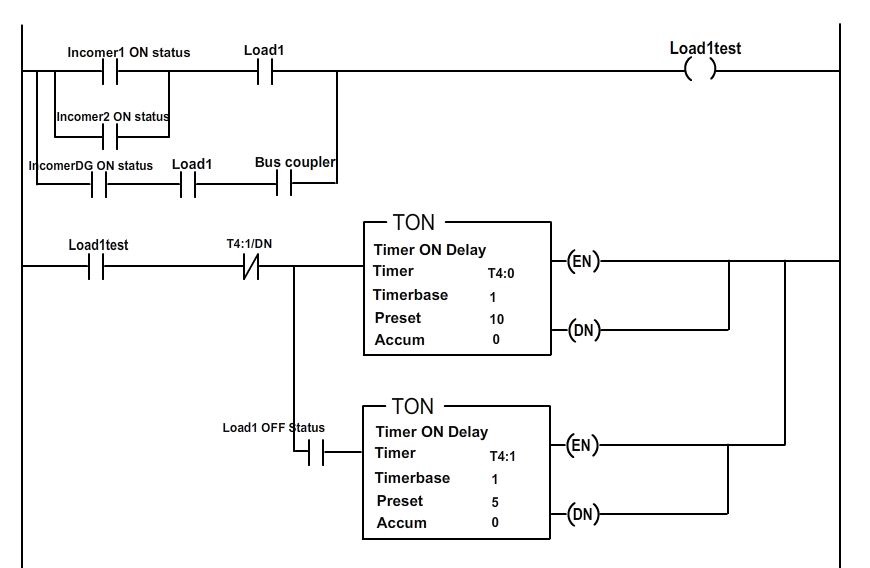 Incomer1 ON status
Load1
Load1test
Incomer2 ON status
IncomerDG ON status
Load1
Bus coupler
Load1test
T4:1/DN
TON
Timer ON Delay
Timer T4:0
Timerbase 1
Preset 10
Accum 0
EN
DN
Load1 OFF Status
TON
Timer ON Delay
Timer T4:1
Timerbase 1
Preset 5
Accum 0
EN
DN